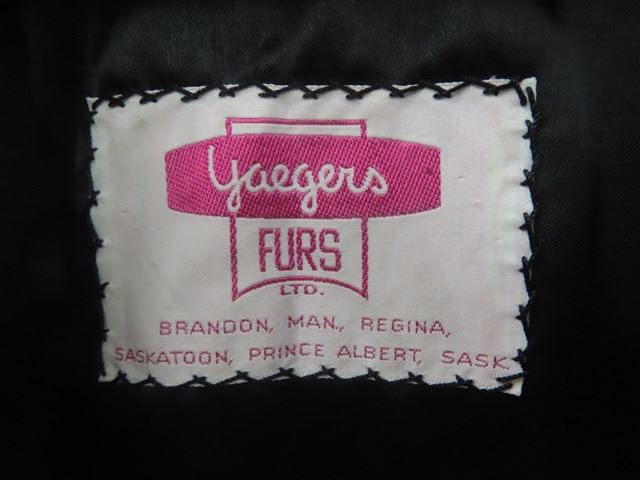 Yaegers
FURS
LTD.
BRANDON, MAN., REGINA,
SASKATOON, PRINCE ALBERT, SASK.